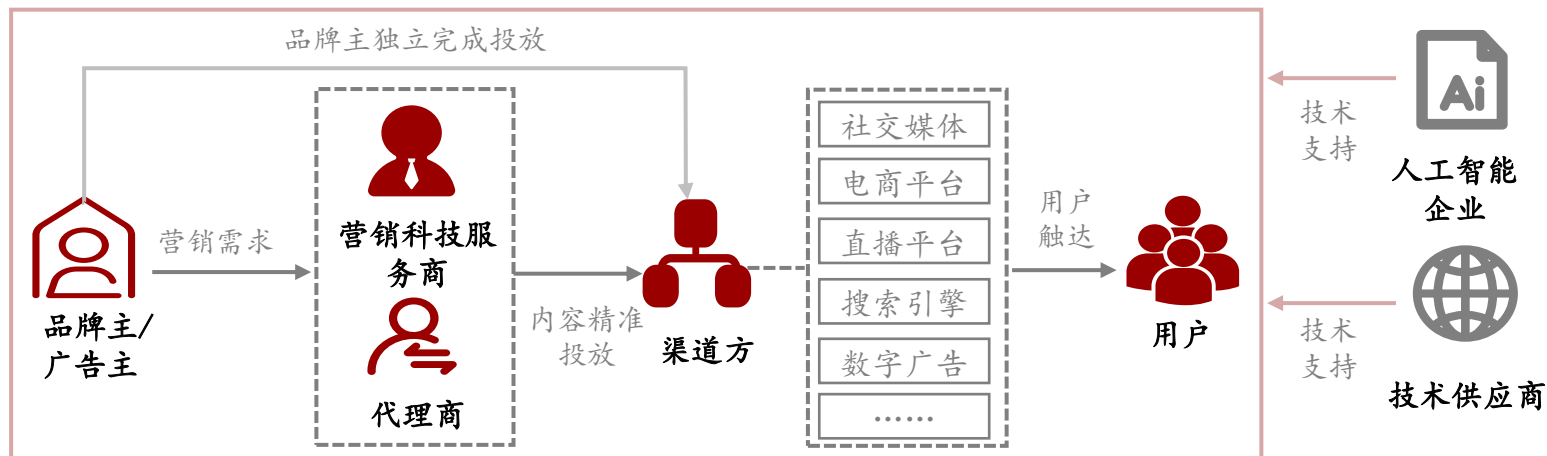 品牌主独立完成投放
营销需求
品牌主/
广告主
营销科技服
务商
代理商
内容精准
投放
渠道方
社交媒体
电商平台
直播平台
搜索引擎
数字广告
……
用户
触达
用户
技术
支持
Ai
人工智能
企业
技术
支持
技术供应商